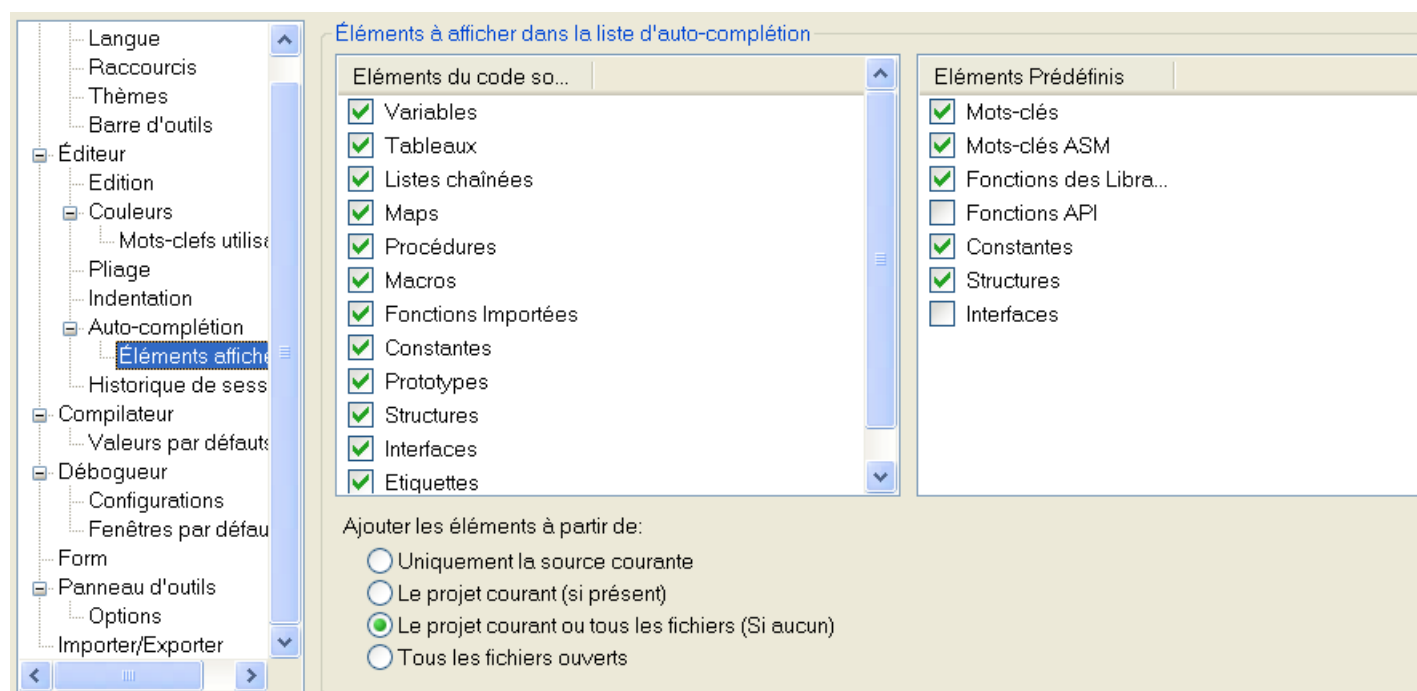 Langue
Raccourcis
Thèmes
Barre d'outils
Éditeur
Edition
Couleurs
Mots-clefs utilisa
Pliage
Indentation
Auto-complétion
Éléments affiche
Historique de sess
Compilateur
Valeurs par défauts
Débogueur
Configurations
Fenêtres par défau
Form
Panneau d'outils
Options
Importer/Exporter
Éléments à afficher dans la liste d'auto-complétion
Eléments du code so...
Variables
Tableaux
Listes chaînées
Maps
Procédures
Macros
Fonctions Importées
Constantes
Prototypes
Structures
Interfaces
Etiquettes
Eléments Prédéfinis
Mots-clés
Mots-clés ASM
Fonctions des Libra...
Fonctions API
Constantes
Structures
Interfaces
Ajouter les éléments à partir de:
Uniquement la source courante
Le projet courant (si présent)
Le projet courant ou tous les fichiers (Si aucun)
Tous les fichiers ouverts